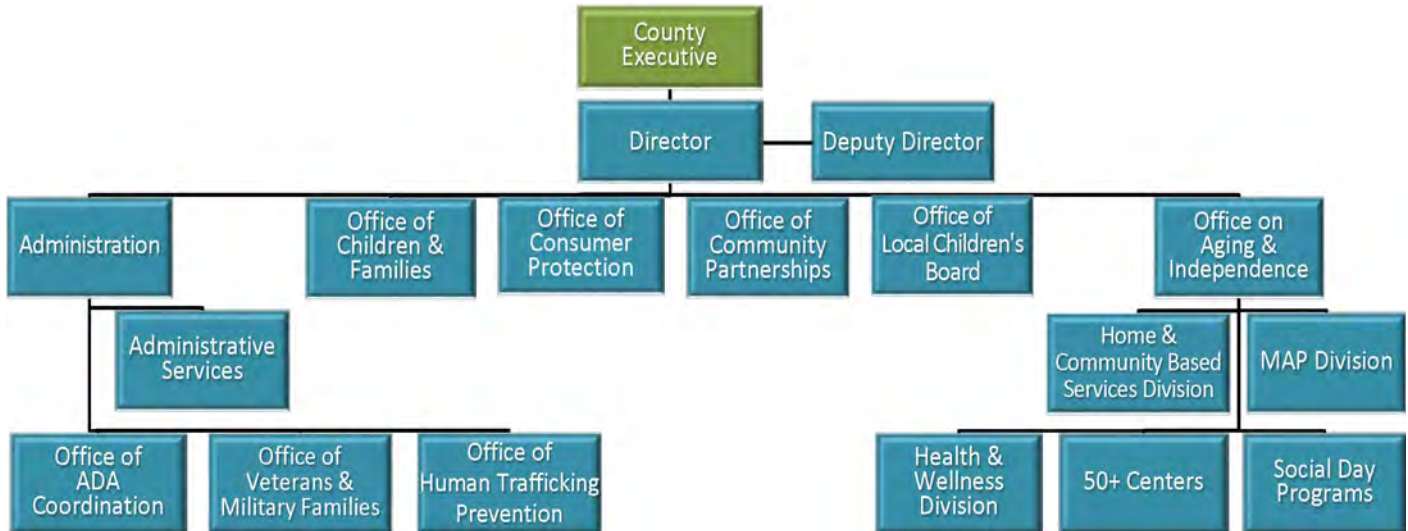 County
Executive
Director
Deputy Director
Administration
Office of
Children &
Families
Office of
Consumer
Protection
Office of
Community
Partnerships
Office of
Local Children's
Board
Office on
Aging &
Independence
Administrative
Services
Home &
Community Based
Services Division
MAP Division
Office of
ADA
Coordination
Office of
Veterans &
Military Families
Office of
Human Trafficking
Prevention
Health &
Wellness
Division
50+ Centers
Social Day
Programs